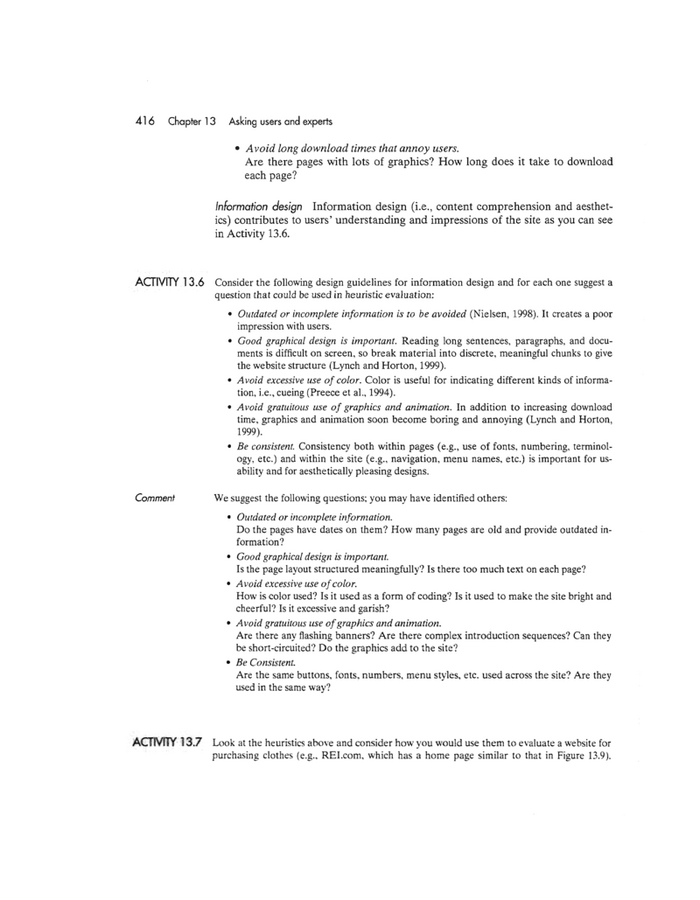 416 Chapter 13 Asking users and experts
• Avoid long download times that annoy users.
Are there pages with lots of graphics? How long does it take to download
each page?
Information design Information design (i.e., content comprehension and aesthet-
ics) contributes to users' understanding and impressions of the site as you can see
in Activity 13.6.
ACTIVITY 13.6 Consider the following design guidelines for information design and for each one suggest a
question that could be used in heuristic evaluation:
• Outdated or incomplete information is to be avoided (Nielsen, 1998). It creates a poor
impression with users.
• Good graphical design is important. Reading long sentences, paragraphs, and docu-
ments is difficult on screen, so break material into discrete, meaningful chunks to give
the website structure (Lynch and Horton, 1999).
• Avoid excessive use of color. Color is useful for indicating different kinds of informa-
tion, i.e., cueing (Preece et al., 1994).
• Avoid gratuitous use of graphics and animation. In addition to increasing download
time, graphics and animation soon become boring and annoying (Lynch and Horton,
1999).
• Be consistent. Consistency both within pages (e.g., use of fonts, numbering, terminol-
ogy, etc.) and within the site (e.g., navigation, menu names, etc.) is important for us-
ability and for aesthetically pleasing designs.
Comment We suggest the following questions; you may have identified others:
• Outdated or incomplete information.
Do the pages have dates on them? How many pages are old and provide outdated in-
formation?
• Good graphical design is important.
Is the page layout structured meaningfully? Is there too much text on each page?
• Avoid excessive use of color.
How is color used? Is it used as a form of coding? Is it used to make the site bright and
cheerful? Is it excessive and garish?
• Avoid gratuitous use of graphics and animation.
Are there any flashing banners? Are there complex introduction sequences? Can they
be short-circuited? Do the graphics add to the site?
• Be Consistent.
Are the same buttons, fonts, numbers, menu styles, etc. used across the site? Are they
used in the same way?
ACTIVITY 13.7 Look at the heuristics above and consider how you would use them to evaluate a website for
purchasing clothes (e.g., REI.com, which has a home page similar to that in Figure 13.9).